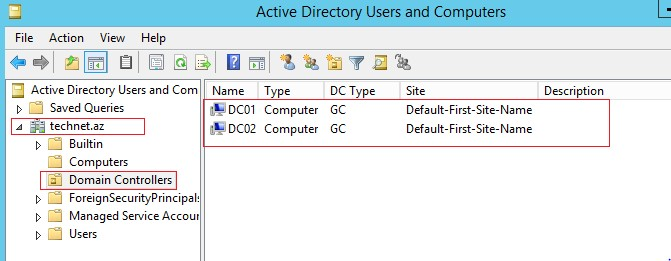 Active Directory Users and Computers
File Action View Help
Active Directory Users and Com
Saved Queries
technet.az
Builtin
Computers
Domain Controllers
ForeignSecurityPrincipals
Managed Service Accour
Users
Name Type DC Type Site Description
DC01 Computer GC Default-First-Site-Name
DC02 Computer GC Default-First-Site-Name